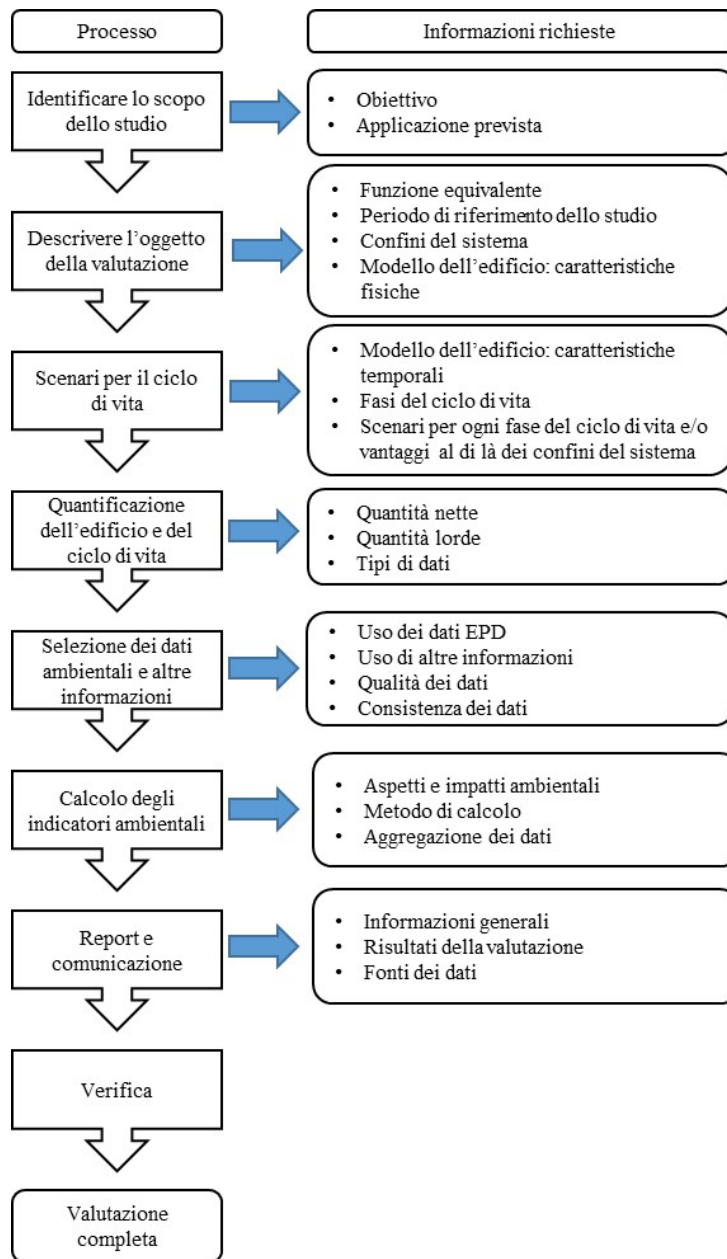 Processo
Informazioni richieste
Identificare lo scopo
dello studio
• Obiettivo
• Applicazione prevista
Descrivere l'oggetto
della valutazione
• Funzione equivalente
• Periodo di riferimento dello studio
• Confini del sistema
• Modello dell'edificio: caratteristiche
fisiche
Scenari per il ciclo
di vita
• Modello dell'edificio: caratteristiche
temporali
• Fasi del ciclo di vita
• Scenari per ogni fase del ciclo di vita e/o
vantaggi al di là dei confini del sistema
Quantificazione
dell'edificio e del
ciclo di vita
• Quantità nette
• Quantità lorde
• Tipi di dati
Selezione dei dati
ambientali e altre
informazioni
• Uso dei dati EPD
• Uso di altre informazioni
• Qualità dei dati
• Consistenza dei dati
Calcolo degli
indicatori ambientali
• Aspetti e impatti ambientali
• Metodo di calcolo
• Aggregazione dei dati
Report e
comunicazione
• Informazioni generali
• Risultati della valutazione
• Fonti dei dati
Verifica
Valutazione
completa